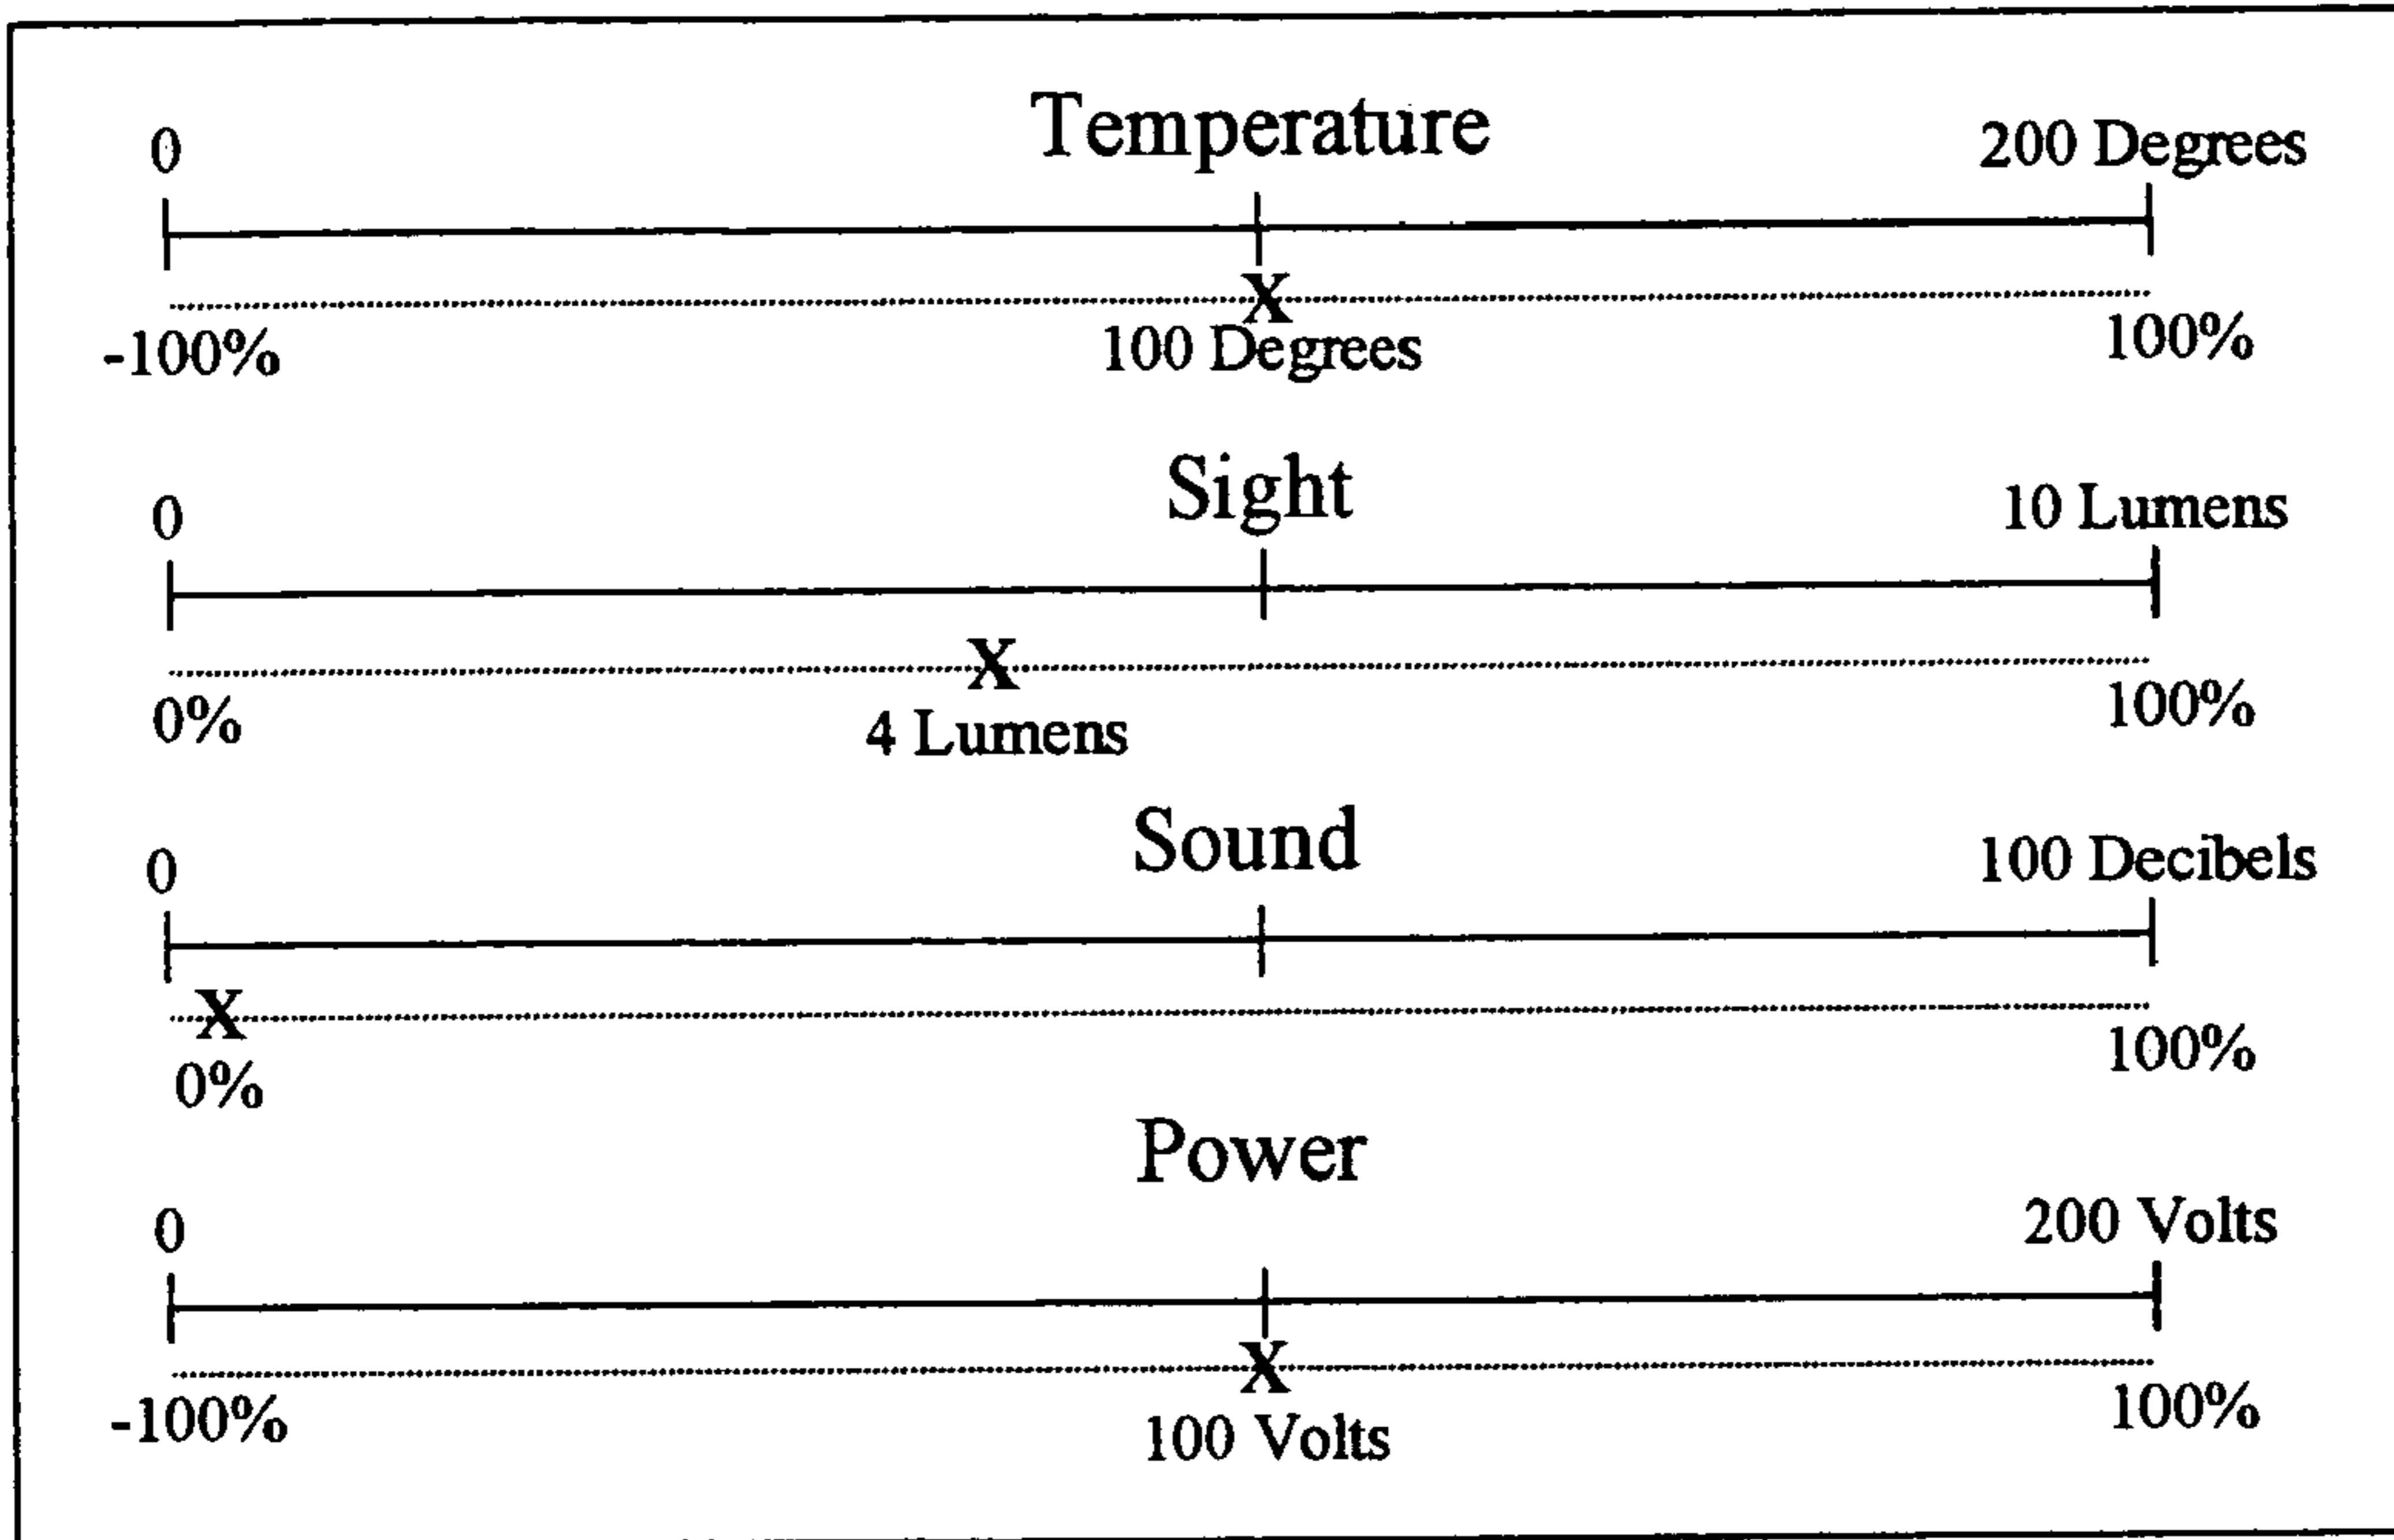 Temperature
0 200 Degrees
X
-100% 100 Degrees 100%
Sight
0 10 Lumens
X
0% 4 Lumens 100%
Sound
0 100 Decibels
X
0% 100%
Power
0 200 Volts
X
-100% 100 Volts 100%